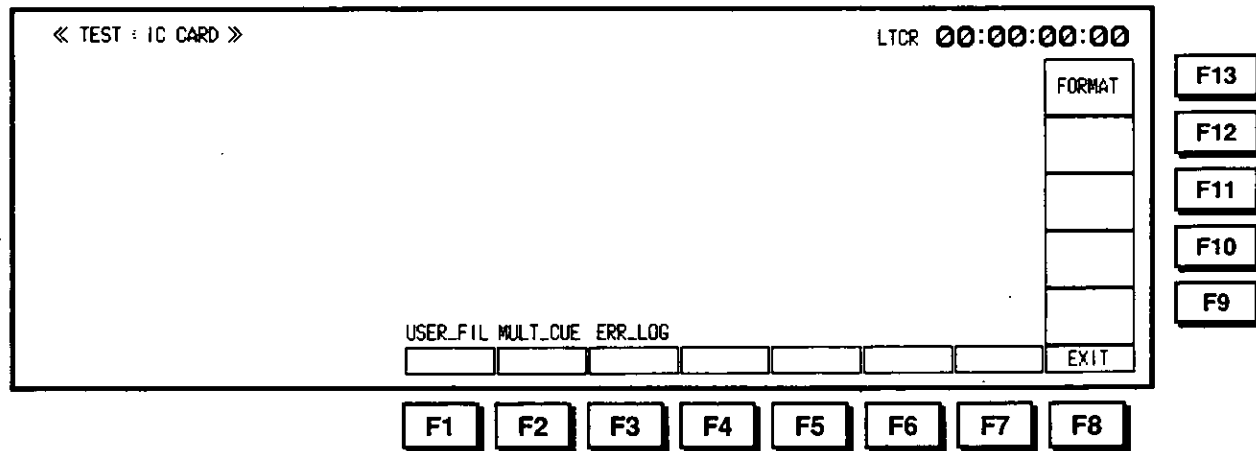 ≪ TEST : IC CARD ≫ LTCR 00:00:00:00
FORMAT F13
F12
F11
F10
F9
USER_FIL MULT_CUE ERR_LOG
EXIT
F1 F2 F3 F4 F5 F6 F7 F8